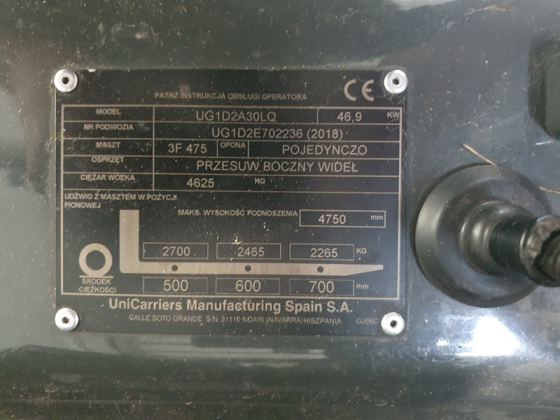 PATRZ INSTRUKCJA OBSŁUGI OPERATORA CE
MODEL UG1D2A30LQ 46,9 KW
NR PODWOZIA UG1D2E702236 (2018)
MASZT 3F 475 OPONA POJEDYNCZO
OSPRZĘT PRZESUW BOCZNY WIDEŁ
CIĘŻAR WÓZKA 4625 KG
UDŹWIG Z MASZTEM W POZYCJI
PIONOWEJ
MAKS. WYSOKOŚĆ PODNOSZENIA 4750 mm
2700 2465 2265 KG
ŚRODEK
CIĘŻKOŚCI
500 600 700 mm
UniCarriers Manufacturing Spain S.A.
CALLE SOTO GRANDE, S/N 31110 NOAIN (NAVARRA) HISZPANIA